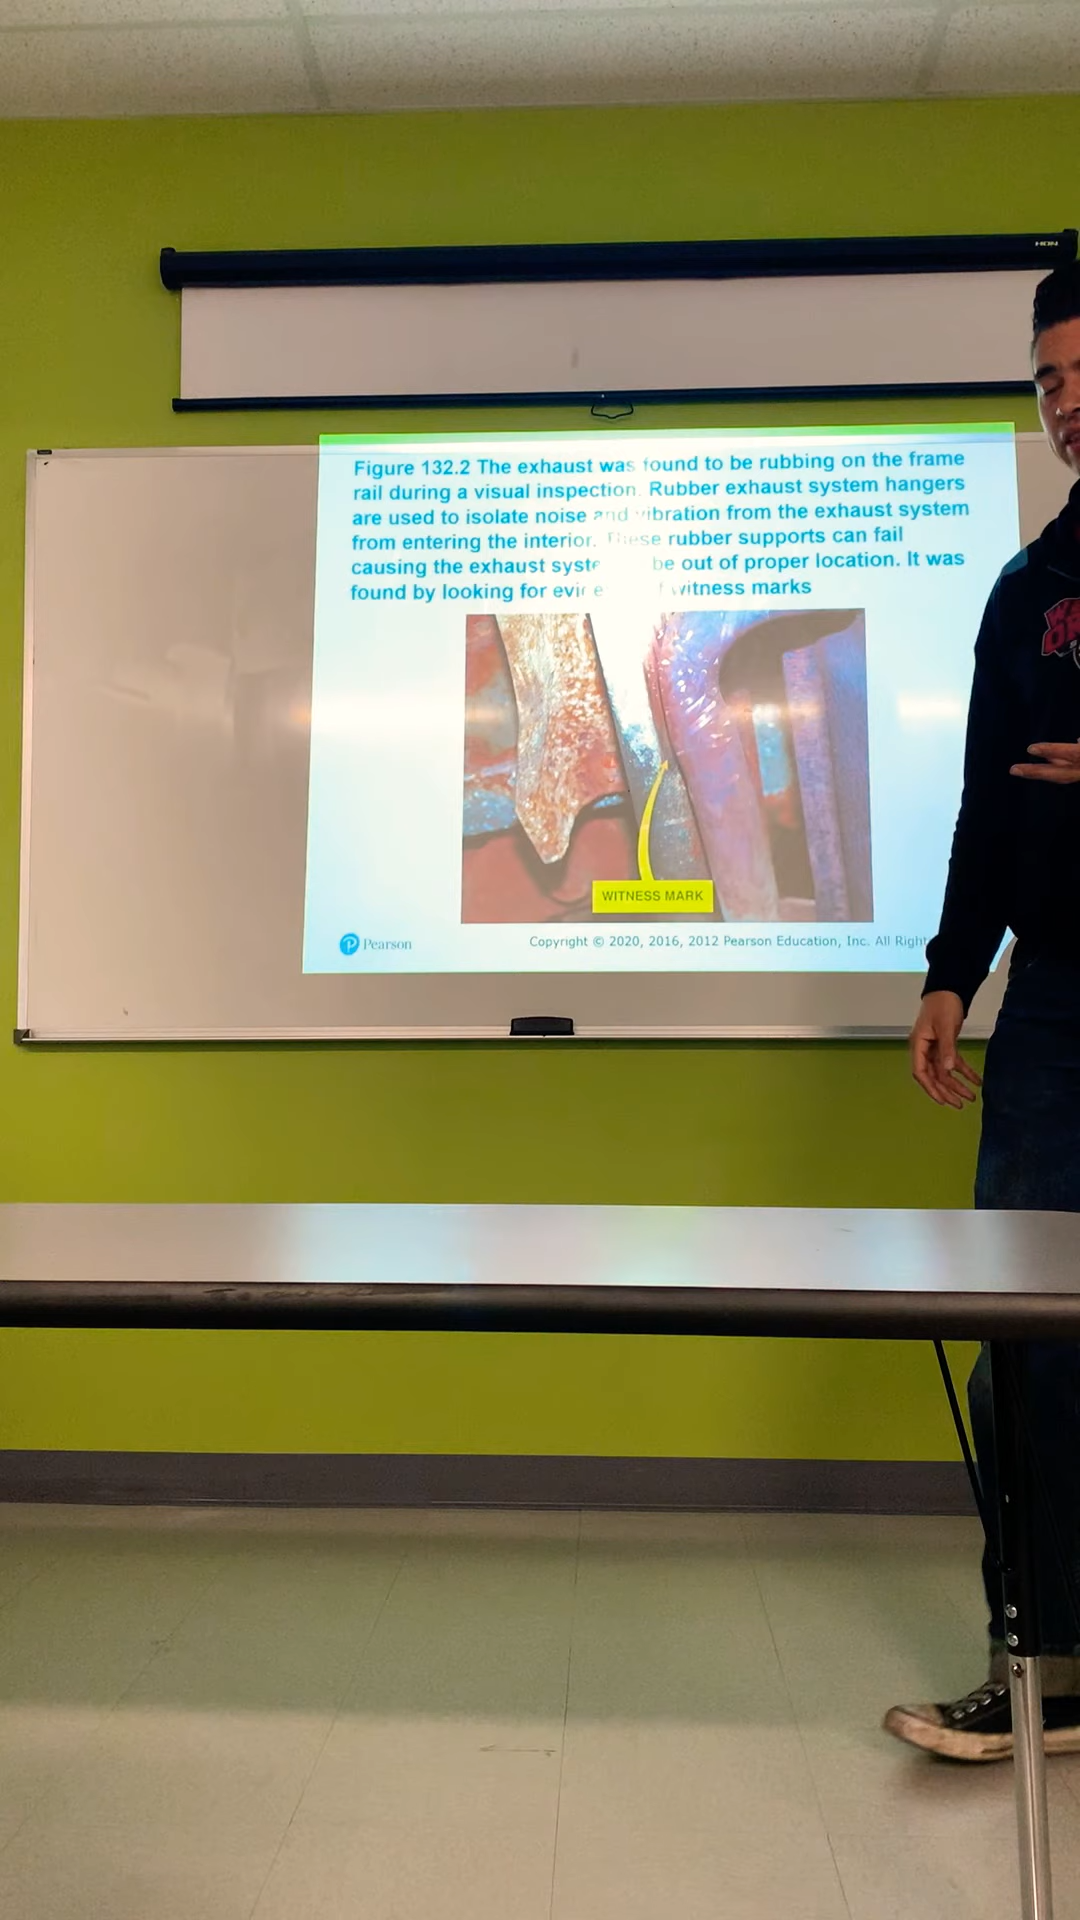 Figure 132.2 The exhaust was found to be rubbing on the frame
rail during a visual inspection. Rubber exhaust system hangers
are used to isolate noise and vibration from the exhaust system
from entering the interior. These rubber supports can fail
causing the exhaust be out of proper location. It was
found by looking for witness marks
WITNESS MARK
Pearson
Copyright © 2020, 2016, 2012 Pearson Education, Inc. All